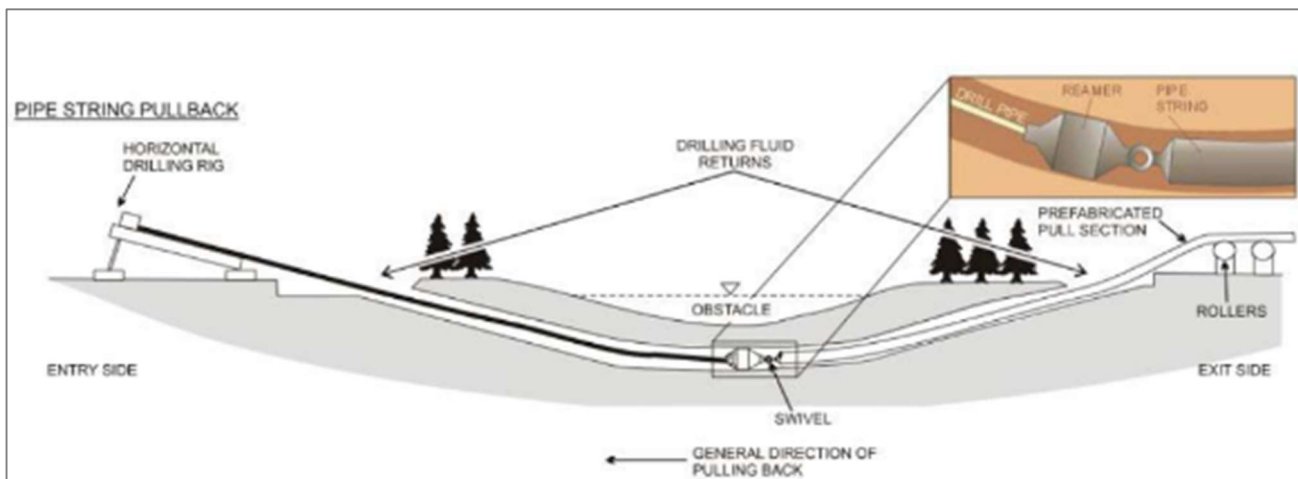 PIPE STRING PULLBACK
HORIZONTAL
DRILLING RIG
DRILLING FLUID
RETURNS
DRILL PIPE
REAMER
PIPE
STRING
PREFABRICATED
PULL SECTION
OBSTACLE
ROLLERS
ENTRY SIDE
EXIT SIDE
SWIVEL
GENERAL DIRECTION OF
PULLING BACK